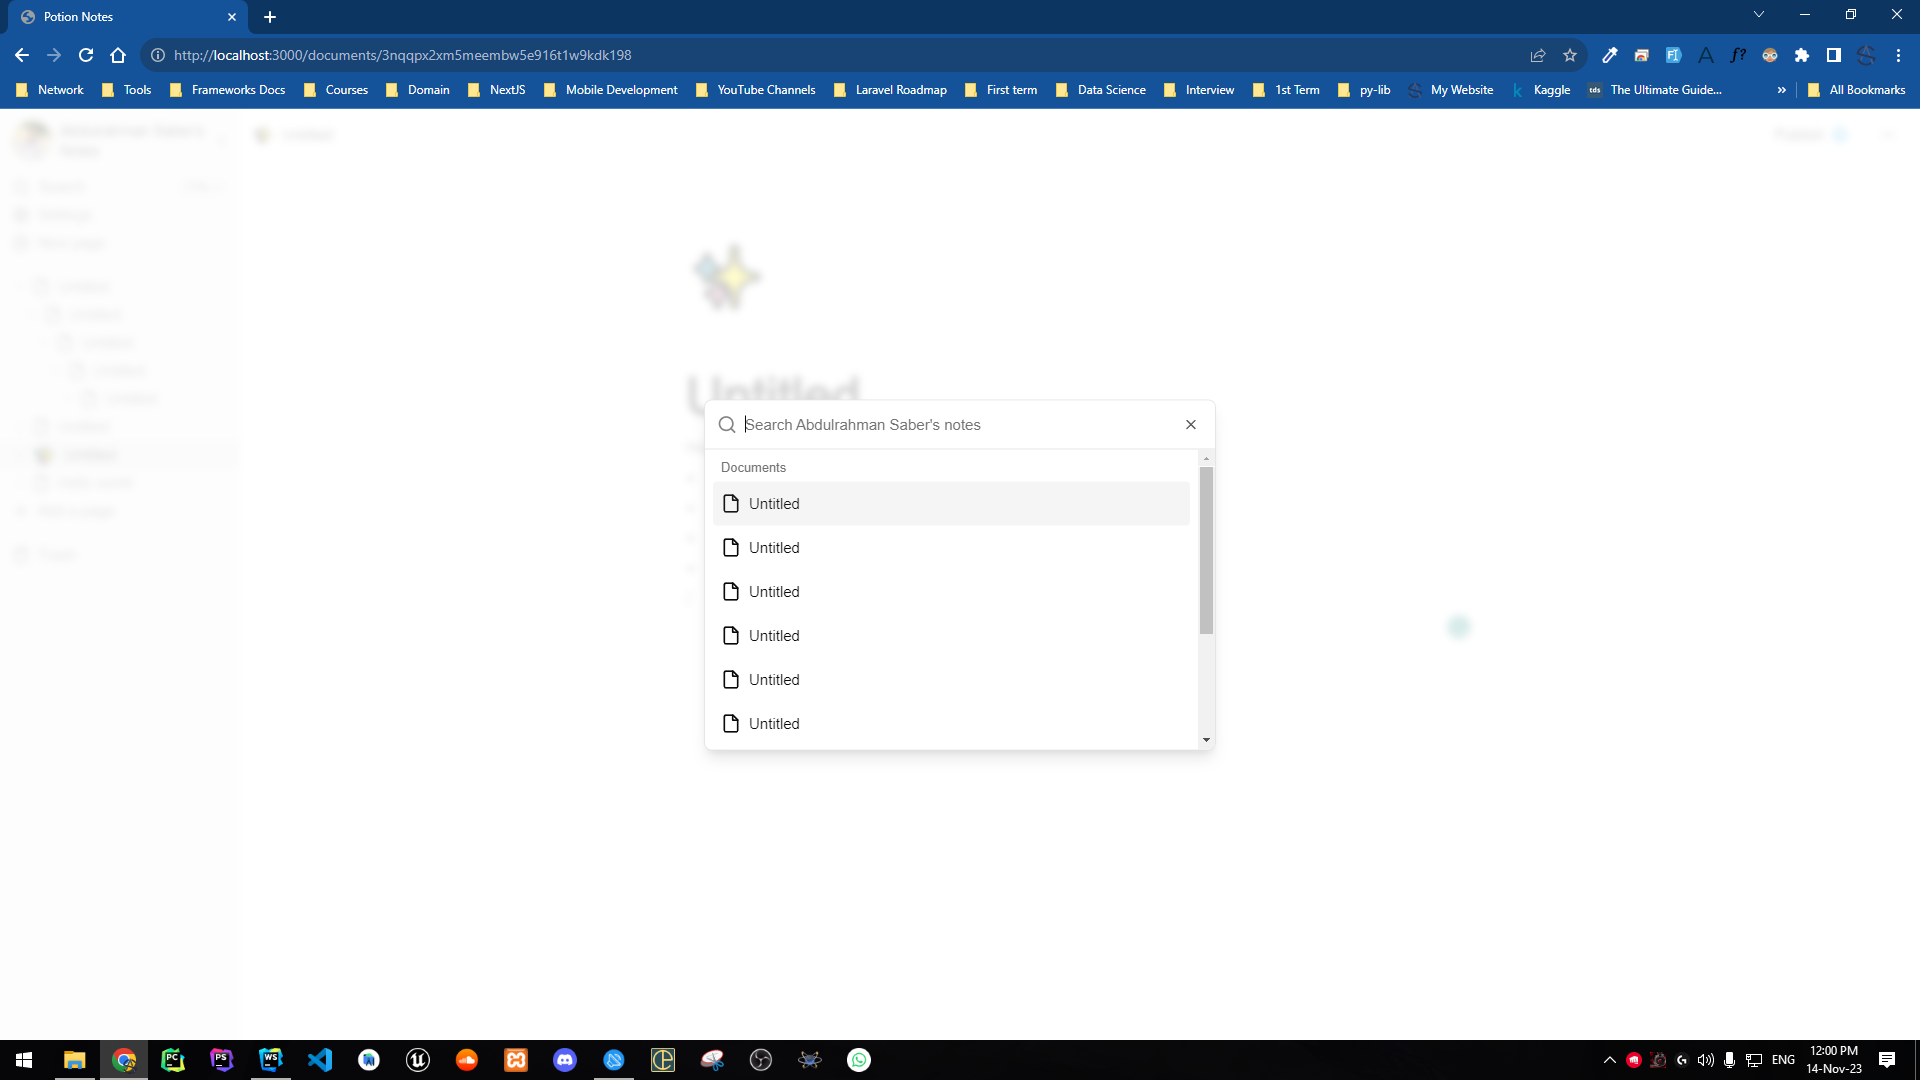 Potion Notes
http://localhost:3000/documents/3nqqpx2xm5meembw5e916t1w9kdk198
Network Tools Frameworks Docs Courses Domain NextJS Mobile Development YouTube Channels Laravel Roadmap First term Data Science Interview 1st Term py-lib My Website k Kaggle tds The Ultimate Guide... » All Bookmarks
Untitled
Untitled
Search Abdulrahman Saber's notes
Documents
Untitled
Untitled
Untitled
Untitled
Untitled
Untitled
ENG
12:00 PM
14-Nov-23